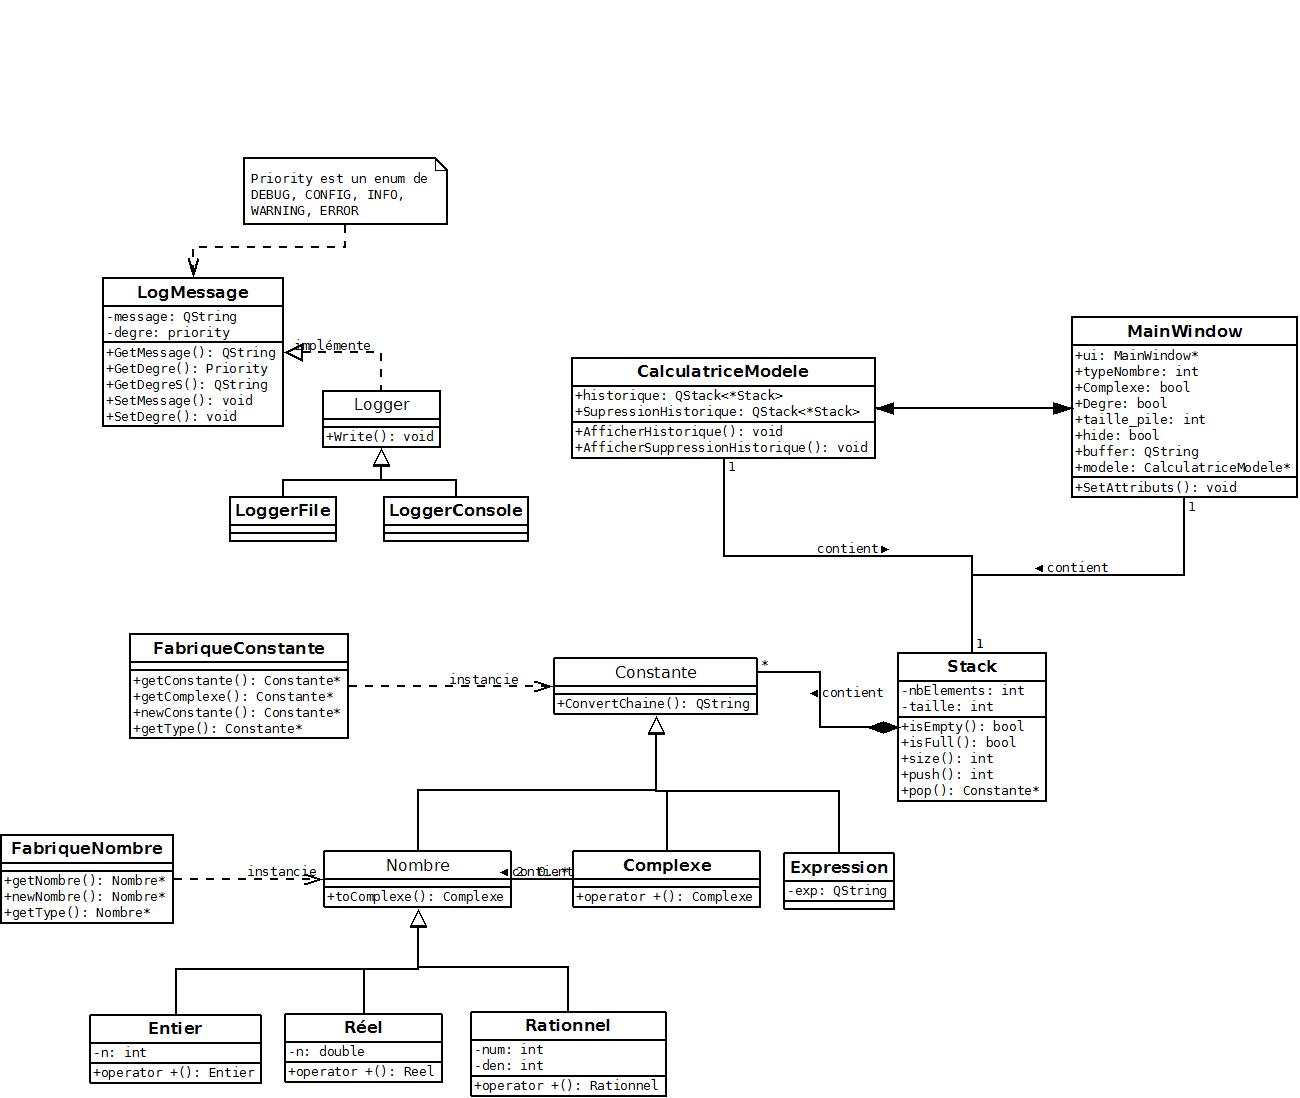 Priority est un enum de
DEBUG, CONFIG, INFO,
WARNING, ERROR
LogMessage
-message: QString
-degre: priority
+GetMessage(): QString
+GetDegre(): Priority
+GetDegreS(): QString
+SetMessage(): void
+SetDegre(): void
implémente
Logger
+Write(): void
LoggerFile
LoggerConsole
CalculatriceModele
+historique: QStack<*Stack>
+SupressionHistorique: QStack<*Stack>
+AfficherHistorique(): void
+AfficherSuppressionHistorique(): void
MainWindow
+ui: MainWindow*
+typeNombre: int
+Complexe: bool
+Degre: bool
+taille_pile: int
+hide: bool
+buffer: QString
+modele: CalculatriceModele*
+SetAttributs(): void
1
1
contient
contient
1
FabriqueConstante
+getConstante(): Constante*
+getComplexe(): Constante*
+newConstante(): Constante*
+getType(): Constante*
instancie
Constante
+ConvertChaine(): QString
*
contient
Stack
-nbElements: int
-taille: int
+isEmpty(): bool
+isFull(): bool
+size(): int
+push(): int
+pop(): Constante*
FabriqueNombre
+getNombre(): Nombre*
+newNombre(): Nombre*
+getType(): Nombre*
instancie
Nombre
+toComplexe(): Complexe
contient
Complexe
+operator +(): Complexe
Expression
-exp: QString
Entier
-n: int
+operator +(): Entier
Réel
-n: double
+operator +(): Reel
Rationnel
-num: int
-den: int
+operator +(): Rationnel